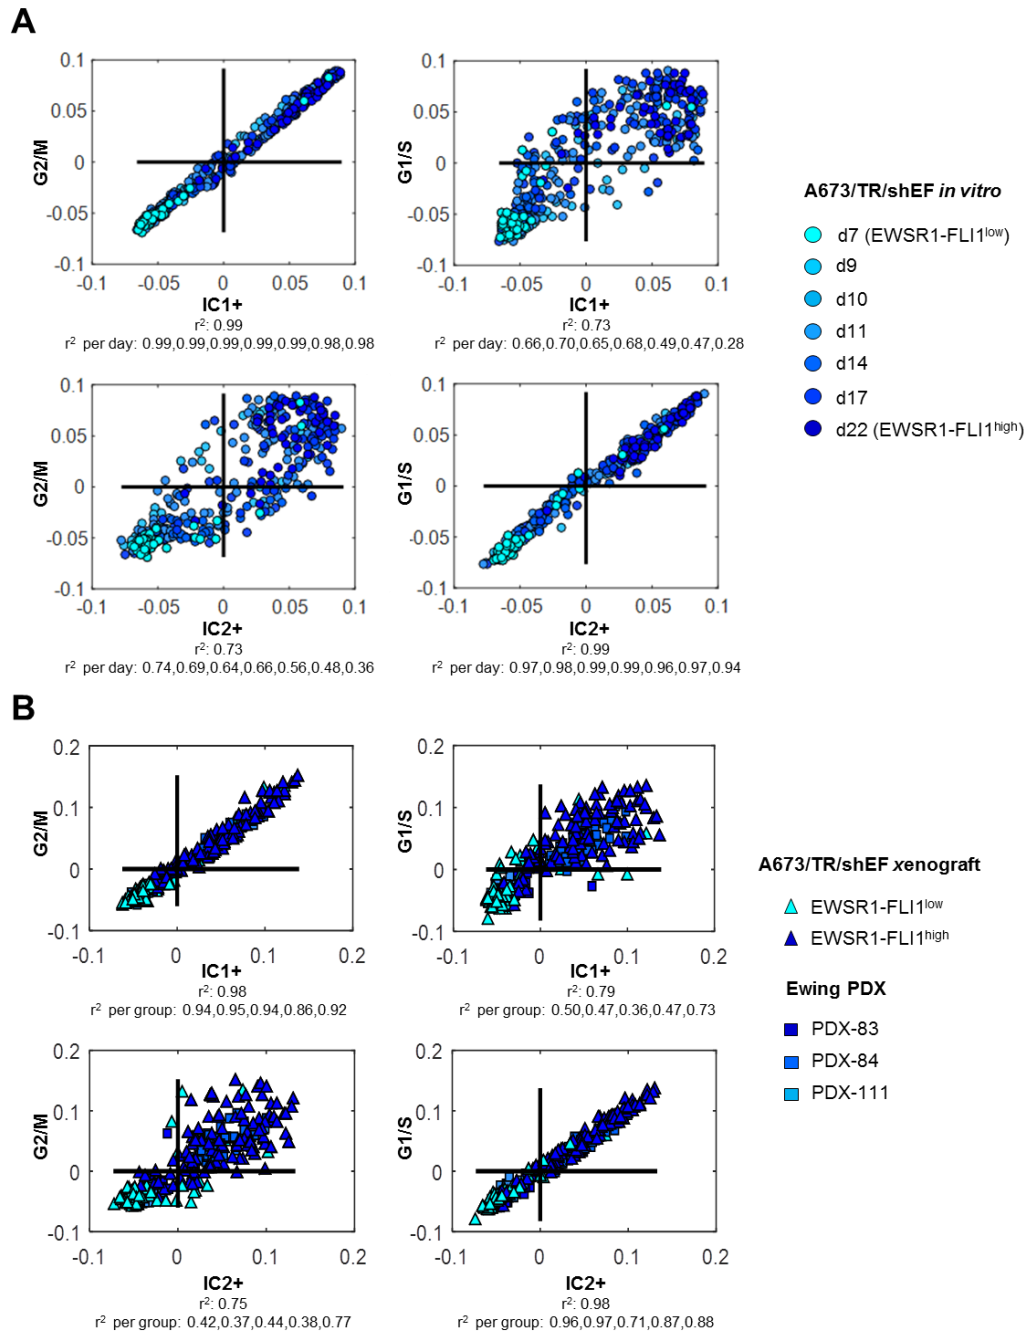 A
0.1
0.05
0
-0.05
-0.1
G2/M
-0.1
-0.05
0
0.05
0.1
IC1+
r²: 0.99
r² per day: 0.99,0.99,0.99,0.99,0.99,0.98,0.98
0.1
0.05
0
-0.05
-0.1
G1/S
-0.1
-0.05
0
0.05
0.1
IC1+
r²: 0.73
r² per day: 0.66,0.70,0.65,0.68,0.49,0.47,0.28
0.1
0.05
0
-0.05
-0.1
G2/M
-0.1
-0.05
0
0.05
0.1
IC2+
r²: 0.73
r² per day: 0.74,0.69,0.64,0.66,0.56,0.48,0.36
0.1
0.05
0
-0.05
-0.1
G1/S
-0.1
-0.05
0
0.05
0.1
IC2+
r²: 0.99
r² per day: 0.97,0.98,0.99,0.99,0.96,0.97,0.94
A673/TR/shEF in vitro
d7 (EWSR1-FLI1low)
d9
d10
d11
d14
d17
d22 (EWSR1-FLI1high)
B
0.2
0.1
0
-0.1
G2/M
-0.1
0
0.1
0.2
IC1+
r²: 0.98
r² per group: 0.94,0.95,0.94,0.86,0.92
0.2
0.1
0
-0.1
G1/S
-0.1
0
0.1
0.2
IC1+
r²: 0.79
r² per group: 0.50,0.47,0.36,0.47,0.73
0.2
0.1
0
-0.1
G2/M
-0.1
0
0.1
0.2
IC2+
r²: 0.75
r² per group: 0.42,0.37,0.44,0.38,0.77
0.2
0.1
0
-0.1
G1/S
-0.1
0
0.1
0.2
IC2+
r²: 0.98
r² per group: 0.96,0.97,0.71,0.87,0.88
A673/TR/shEF xenograft
EWSR1-FLI1low
EWSR1-FLI1high
Ewing PDX
PDX-83
PDX-84
PDX-111